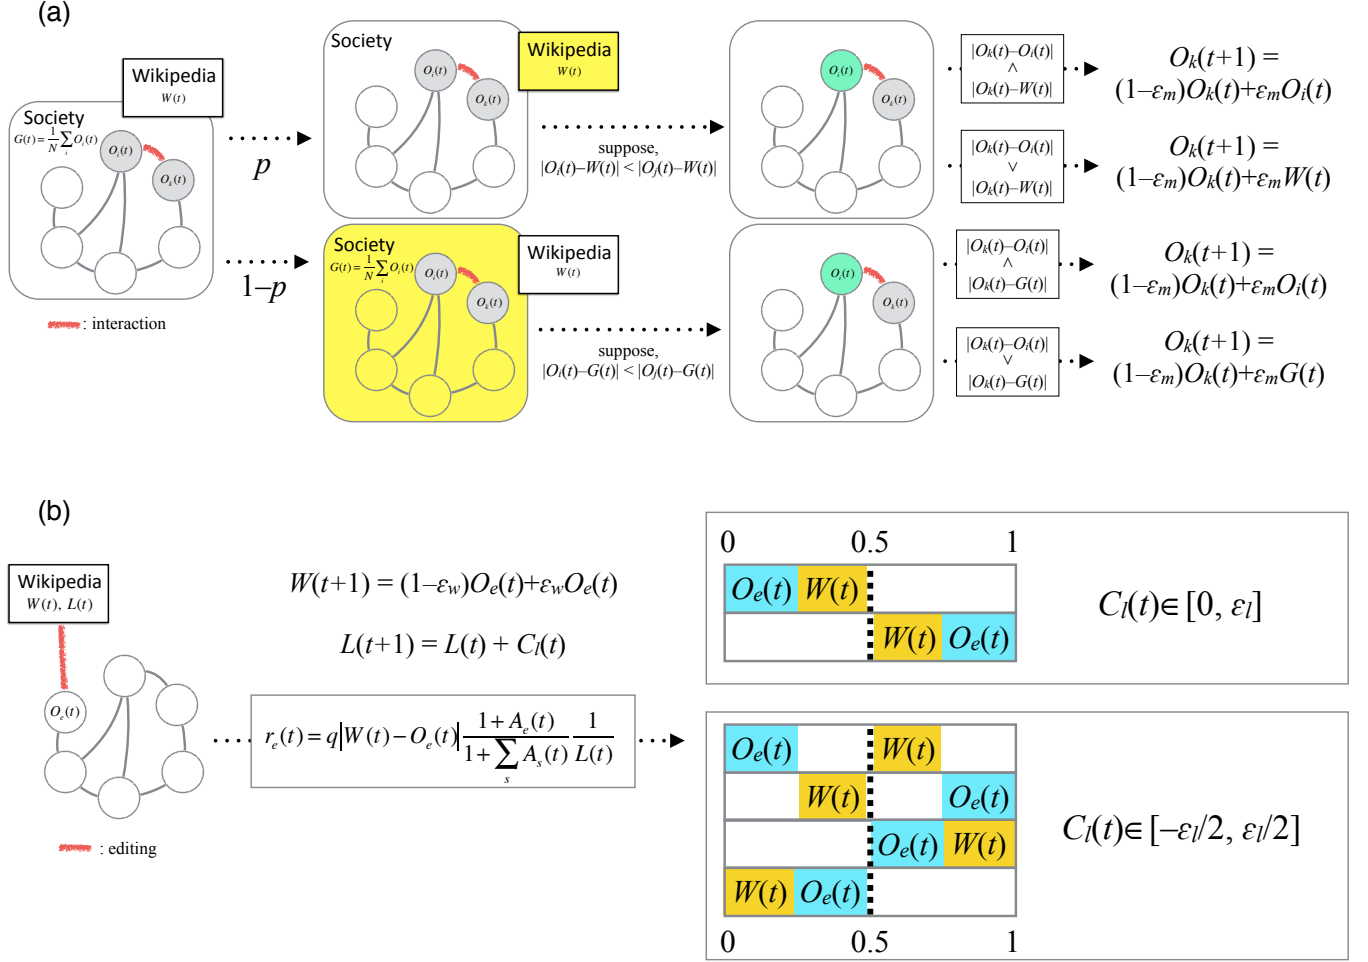 (a)
Wikipedia
W(t)
Society
G(t) = 1/N ∑_i O_i(t)
O_i(t)
O_k(t)
: interaction
p
1–p
Society
Wikipedia
W(t)
O_i(t)
O_k(t)
suppose,
|O_i(t)–W(t)| < |O_j(t)–W(t)|
O_i(t)
O_k(t)
|O_k(t)–O_i(t)|
∧
|O_k(t)–W(t)|
O_k(t+1) =
(1–ε_m)O_k(t)+ε_mO_i(t)
|O_k(t)–O_i(t)|
∨
|O_k(t)–W(t)|
O_k(t+1) =
(1–ε_m)O_k(t)+ε_mW(t)
Society
G(t) = 1/N ∑_i O_i(t)
Wikipedia
W(t)
O_i(t)
O_k(t)
suppose,
|O_i(t)–G(t)| < |O_j(t)–G(t)|
O_i(t)
O_k(t)
|O_k(t)–O_i(t)|
∧
|O_k(t)–G(t)|
O_k(t+1) =
(1–ε_m)O_k(t)+ε_mO_i(t)
|O_k(t)–O_i(t)|
∨
|O_k(t)–G(t)|
O_k(t+1) =
(1–ε_m)O_k(t)+ε_mG(t)
(b)
Wikipedia
W(t), L(t)
O_e(t)
: editing
W(t+1) = (1–ε_w)O_e(t)+ε_wO_e(t)
L(t+1) = L(t) + C_l(t)
r_e(t) = q|W(t) − O_e(t)| (1 + A_e(t))/(1 + ∑_s A_s(t)) 1/L(t)
0 0.5 1
O_e(t) W(t)
W(t) O_e(t)
C_l(t)∈[0, ε_l]
O_e(t) W(t)
W(t) O_e(t)
O_e(t) W(t)
W(t) O_e(t)
0 0.5 1
C_l(t)∈[–ε_l/2, ε_l/2]